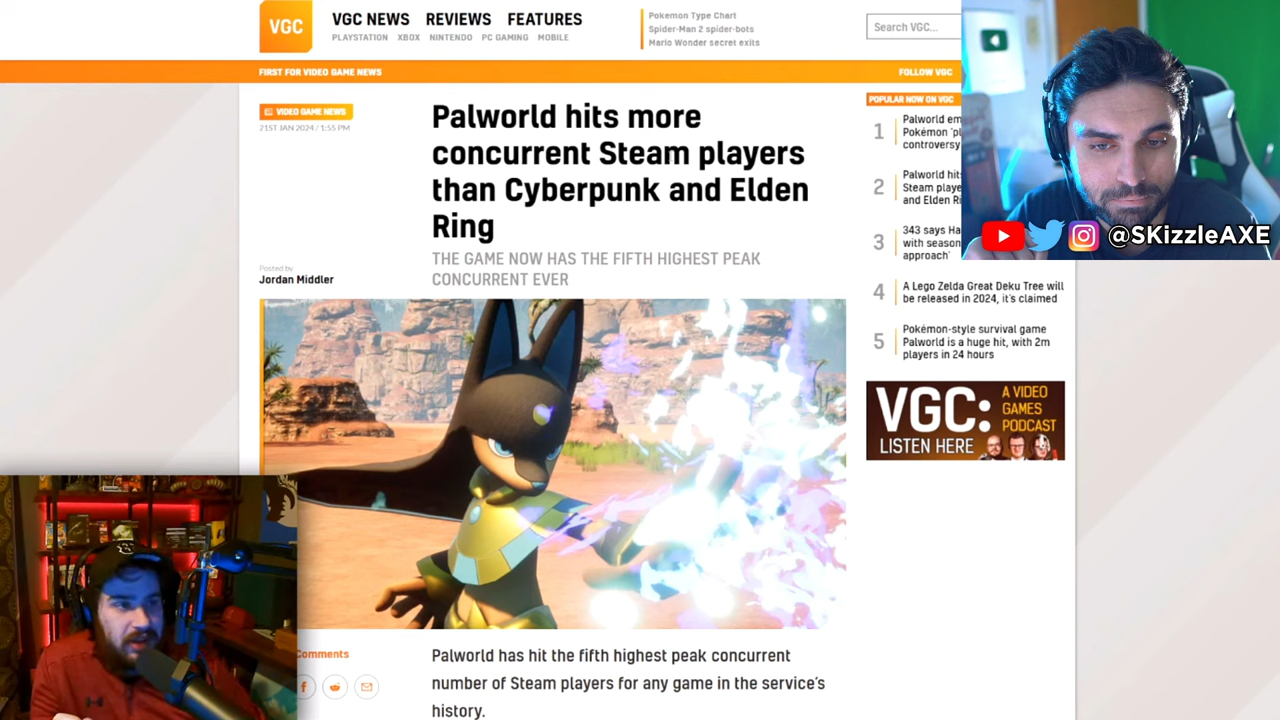 VGC
VGC NEWS REVIEWS FEATURES
PLAYSTATION XBOX NINTENDO PC GAMING MOBILE
Pokemon Type Chart
Spider-Man 2 spider-bots
Mario Wonder secret exits
Search VGC...
FIRST FOR VIDEO GAME NEWS
FOLLOW VGC
VIDEO GAME NEWS
21ST JAN 2024 / 1:55 PM
Palworld hits more
concurrent Steam players
than Cyberpunk and Elden
Ring
THE GAME NOW HAS THE FIFTH HIGHEST PEAK
CONCURRENT EVER
Posted by
Jordan Middler
POPULAR NOW ON VGC
1 Palworld em
Pokémon 'pl
controversy
2 Palworld hits
Steam playe
and Elden Ri
3 343 says Ha
with season
approach'
4 A Lego Zelda Great Deku Tree will
be released in 2024, it's claimed
5 Pokémon-style survival game
Palworld is a huge hit, with 2m
players in 24 hours
@SKizzleAXE
VGC: A VIDEO
GAMES
PODCAST
LISTEN HERE
Comments
Palworld has hit the fifth highest peak concurrent
number of Steam players for any game in the service's
history.